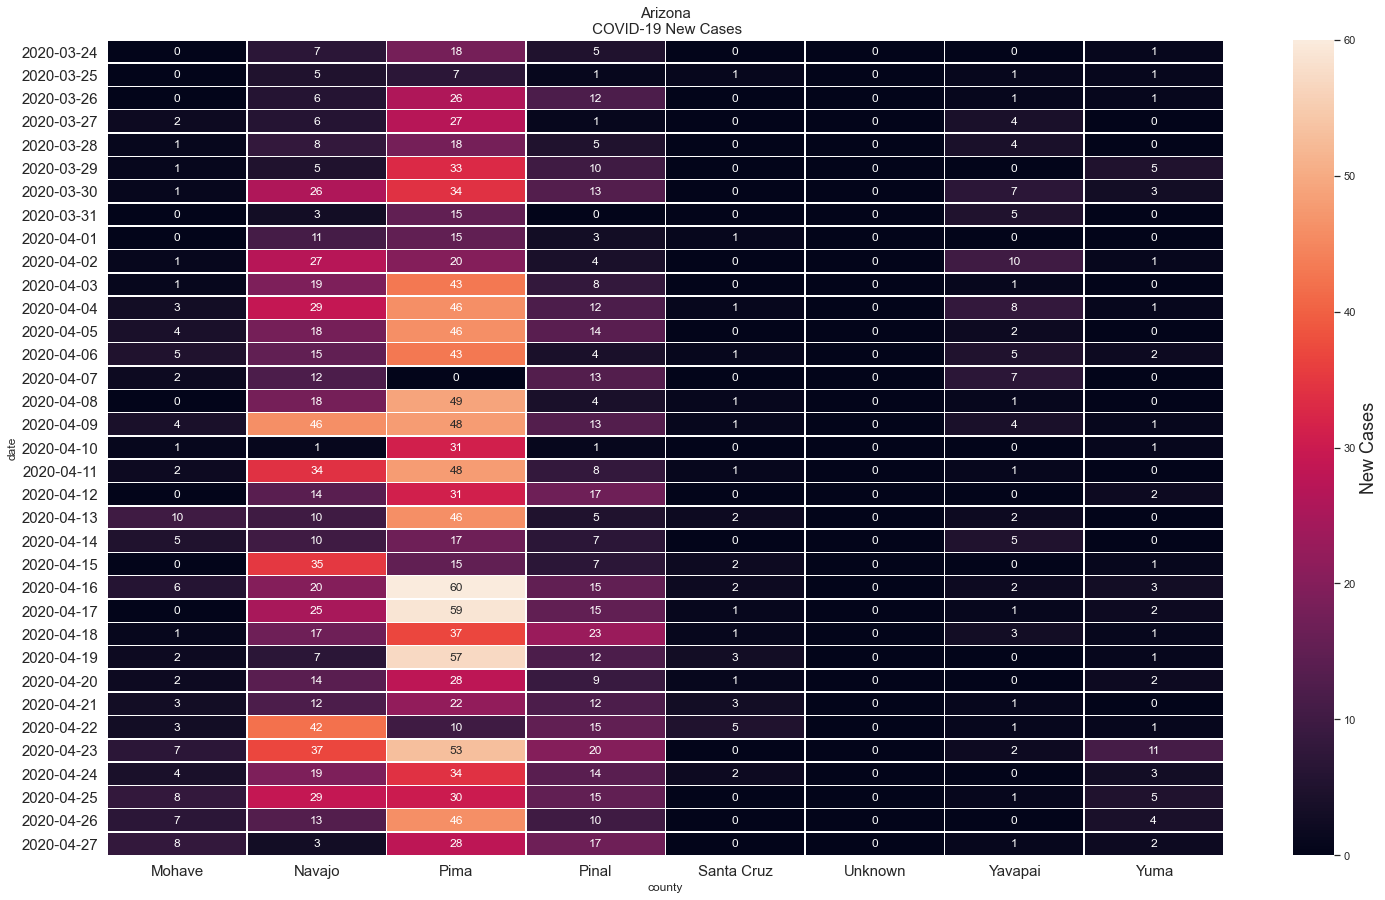 Arizona
COVID-19 New Cases
2020-03-24 0 7 18 5 0 0 0 1
2020-03-25 0 5 7 1 1 0 1 1
2020-03-26 0 6 26 12 0 0 1 1
2020-03-27 2 6 27 1 0 0 4 0
2020-03-28 1 8 18 5 0 0 4 0
2020-03-29 1 5 33 10 0 0 0 5
2020-03-30 1 26 34 13 0 0 7 3
2020-03-31 0 3 15 0 0 0 5 0
2020-04-01 0 11 15 3 1 0 0 0
2020-04-02 1 27 20 4 0 0 10 1
2020-04-03 1 19 43 8 0 0 1 0
2020-04-04 3 29 46 12 1 0 8 1
2020-04-05 4 18 46 14 0 0 2 0
2020-04-06 5 15 43 4 1 0 5 2
2020-04-07 2 12 0 13 0 0 7 0
2020-04-08 0 18 49 4 1 0 1 0
2020-04-09 4 46 48 13 1 0 4 1
2020-04-10 1 1 31 1 0 0 0 1
2020-04-11 2 34 48 8 1 0 1 0
2020-04-12 0 14 31 17 0 0 0 2
2020-04-13 10 10 46 5 2 0 2 0
2020-04-14 5 10 17 7 0 0 5 0
2020-04-15 0 35 15 7 2 0 0 1
2020-04-16 6 20 60 15 2 0 2 3
2020-04-17 0 25 59 15 1 0 1 2
2020-04-18 1 17 37 23 1 0 3 1
2020-04-19 2 7 57 12 3 0 0 1
2020-04-20 2 14 28 9 1 0 0 2
2020-04-21 3 12 22 12 3 0 1 0
2020-04-22 3 42 10 15 5 0 1 1
2020-04-23 7 37 53 20 0 0 2 11
2020-04-24 4 19 34 14 2 0 0 3
2020-04-25 8 29 30 15 0 0 1 5
2020-04-26 7 13 46 10 0 0 0 4
2020-04-27 8 3 28 17 0 0 1 2
Mohave Navajo Pima Pinal Santa Cruz Unknown Yavapai Yuma
county
date
60
50
40
30
20
10
0
New Cases